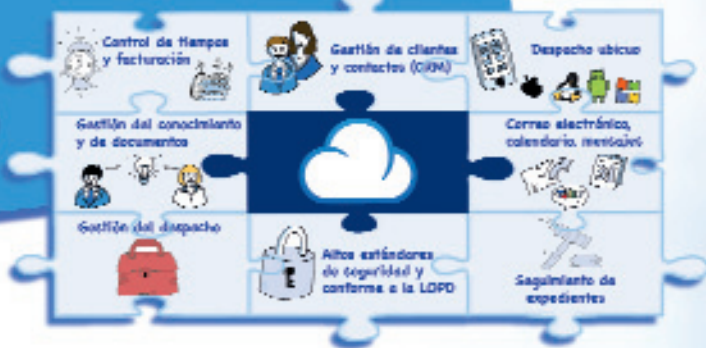 Control de tiempos
y facturación
Gestión de clientes
y contactos (CRM)
Despacho ubicuo
Gestión del conocimiento
y de documentos
Correo electrónico,
calendario, mensajes
Gestión del despacho
Altos estándares
de seguridad y
conforme a la LOPD
Seguimiento de
expedientes